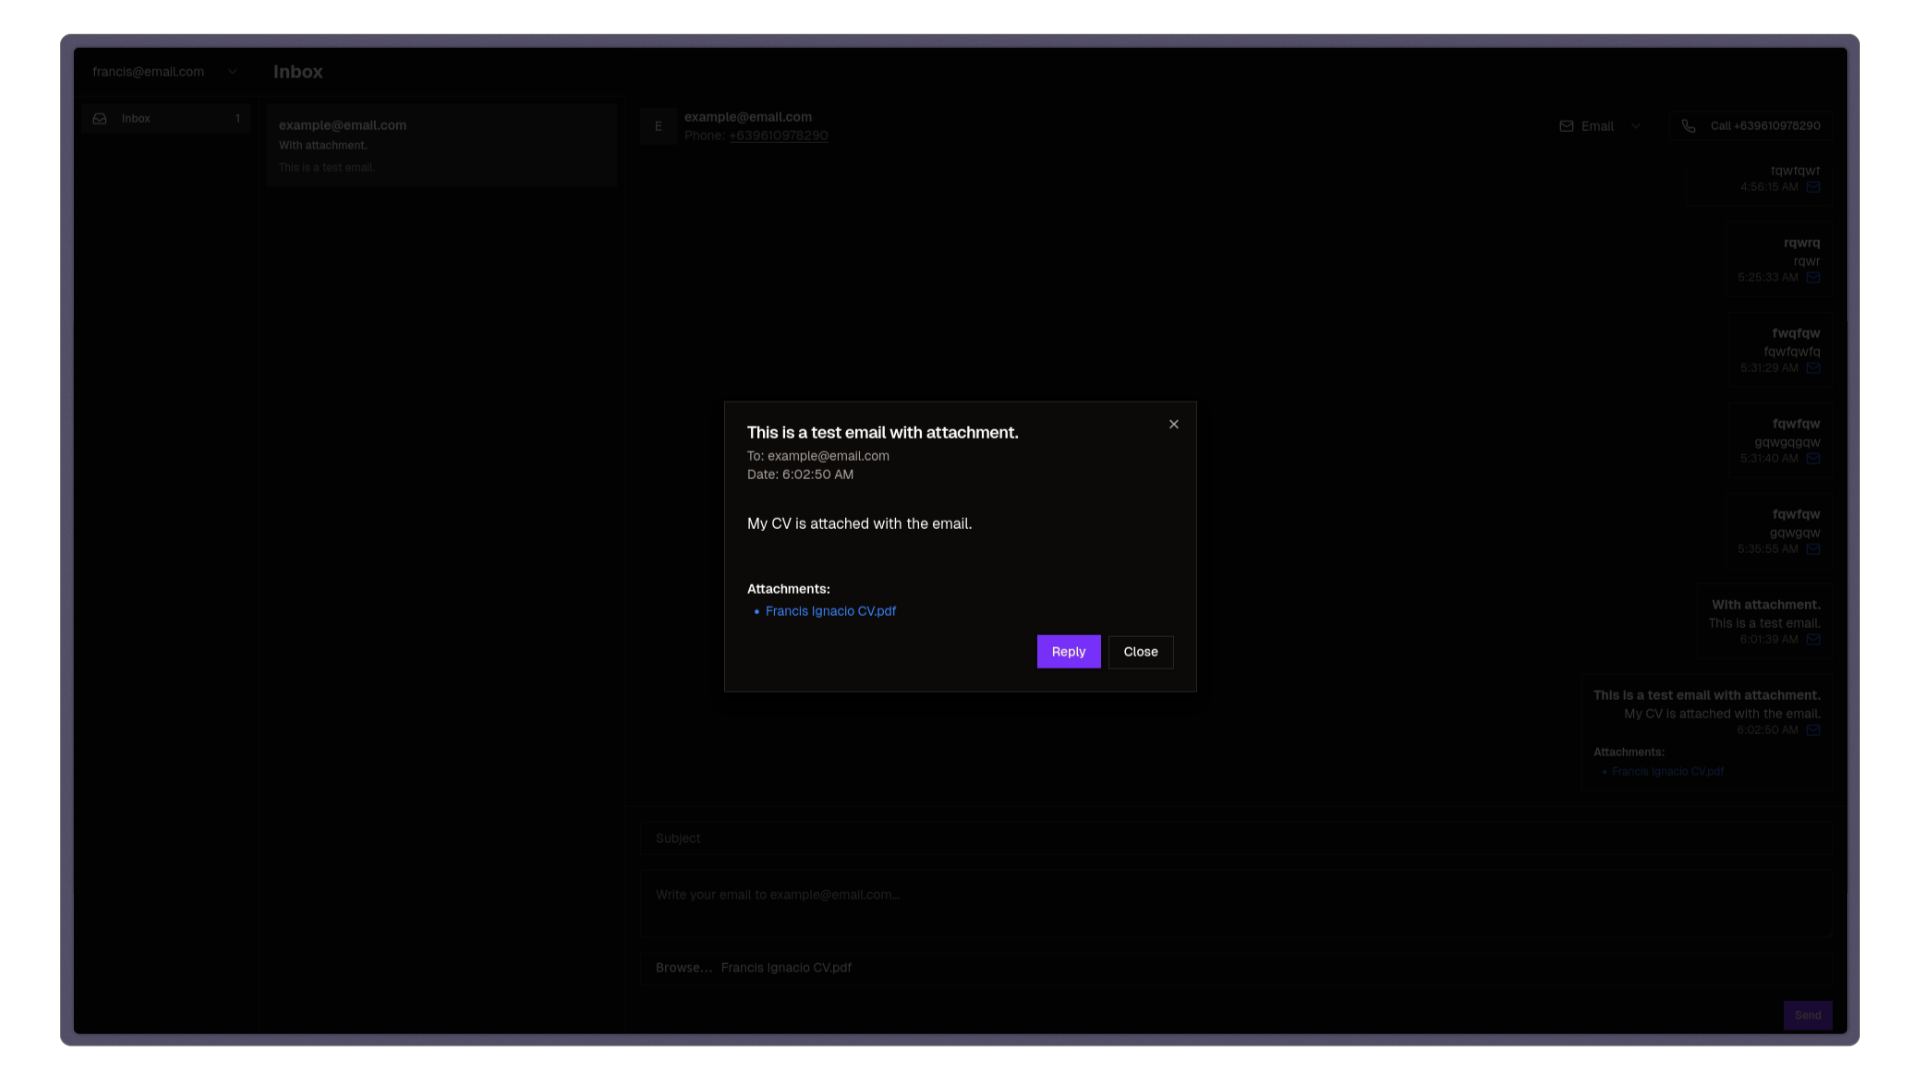 francis@email.com
Inbox
Inbox 1
example@email.com
With attachment.
This is a test email.
E
example@email.com
Phone: +639610978290
Email
Call +639610978290
fqwfqwf
4:56:15 AM
rqwrq
rqwr
5:25:33 AM
fwqfqw
fqwfqwfq
5:31:29 AM
fqwfqw
gqwgqgqw
5:31:40 AM
fqwfqw
gqwgqw
5:35:55 AM
With attachment.
This is a test email.
6:01:39 AM
This is a test email with attachment.
My CV is attached with the email.
6:02:50 AM
Attachments:
• Francis Ignacio CV.pdf
This is a test email with attachment.
To: example@email.com
Date: 6:02:50 AM
My CV is attached with the email.
Attachments:
• Francis Ignacio CV.pdf
Reply
Close
Subject
Write your email to example@email.com...
Browse... Francis Ignacio CV.pdf
Send